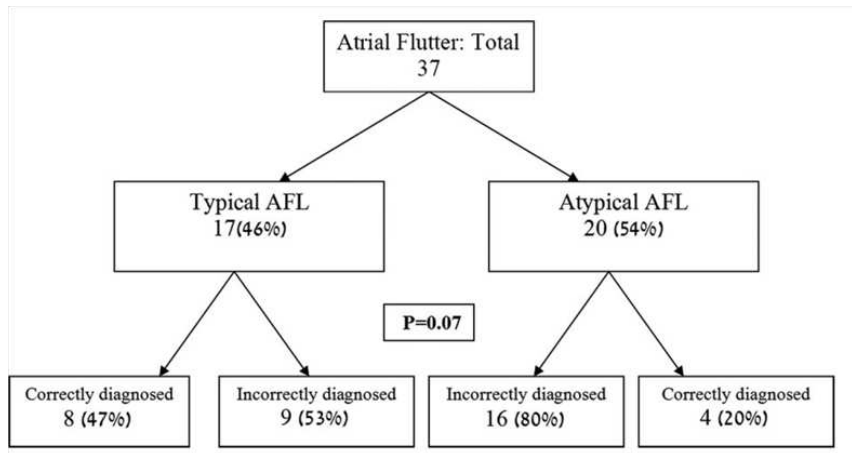 Atrial Flutter: Total
37
Typical AFL
17(46%)
Atypical AFL
20 (54%)
P=0.07
Correctly diagnosed
8 (47%)
Incorrectly diagnosed
9 (53%)
Incorrectly diagnosed
16 (80%)
Correctly diagnosed
4 (20%)